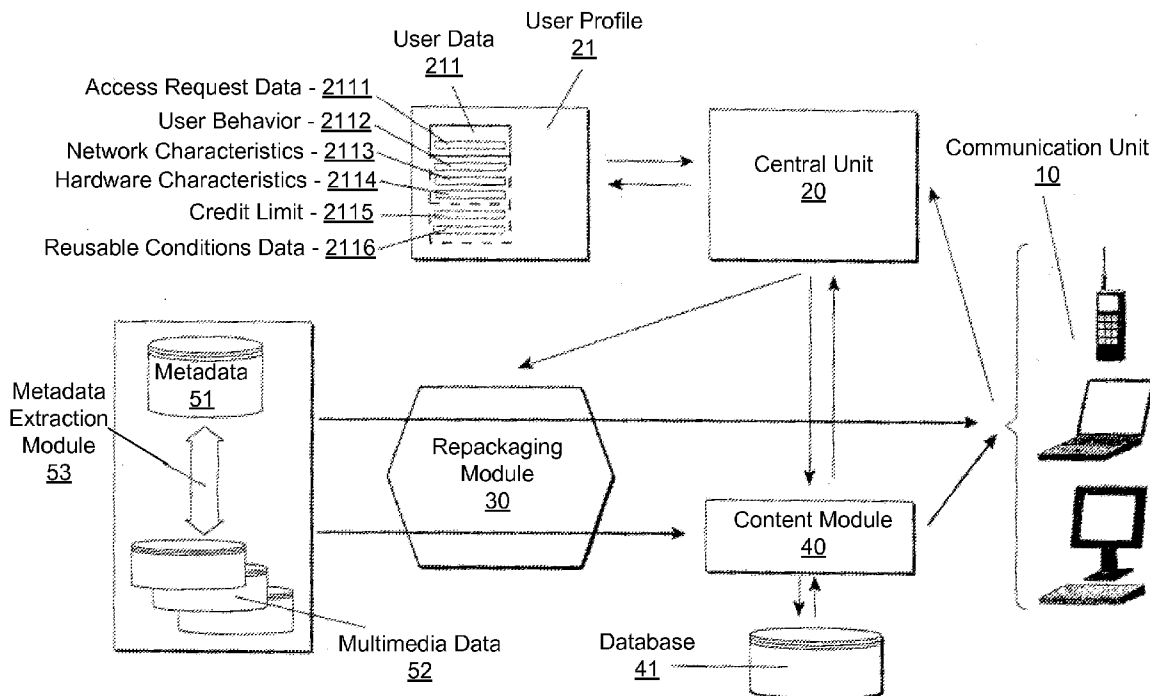 User Profile
21
User Data
211
Access Request Data - 2111
User Behavior - 2112
Network Characteristics - 2113
Hardware Characteristics - 2114
Credit Limit - 2115
Reusable Conditions Data - 2116
Central Unit
20
Communication Unit
10
Metadata
51
Metadata
Extraction
Module
53
Repackaging
Module
30
Content Module
40
Multimedia Data
52
Database
41